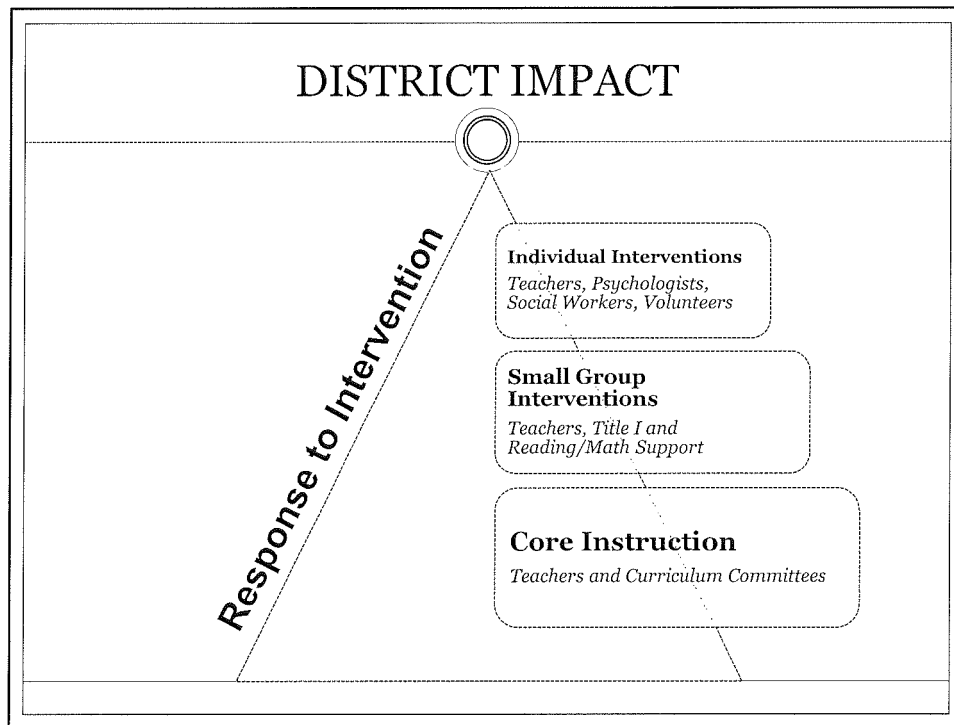 DISTRICT IMPACT
Response to Intervention
Individual Interventions
Teachers, Psychologists,
Social Workers, Volunteers
Small Group
Interventions
Teachers, Title I and
Reading/Math Support
Core Instruction
Teachers and Curriculum Committees